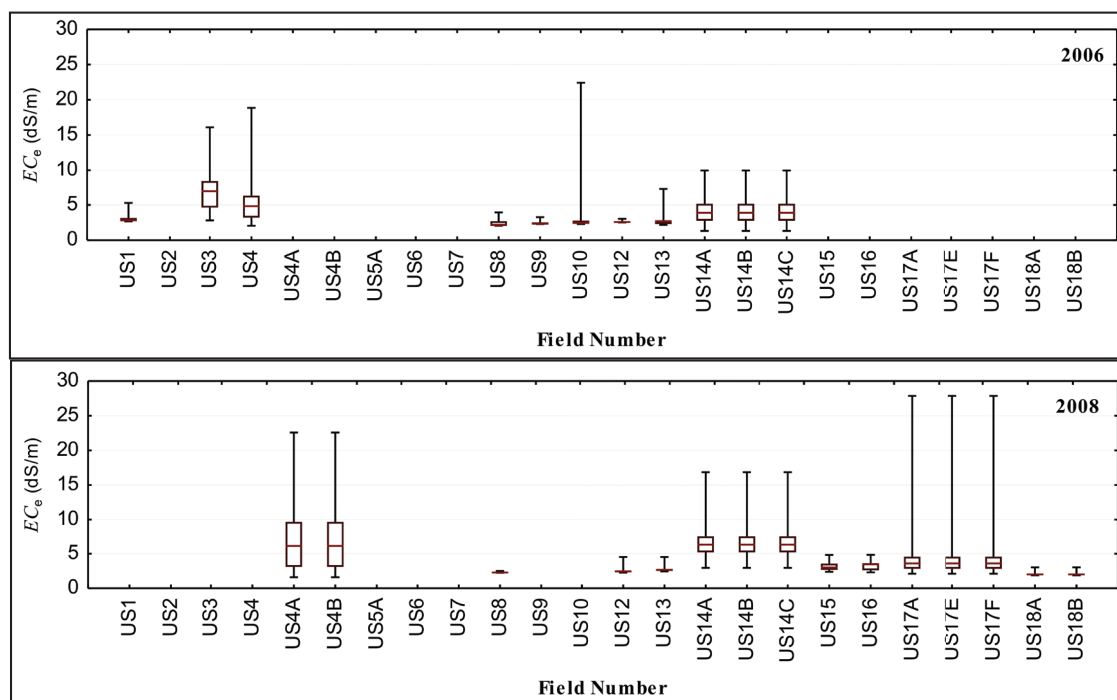 2006
30
25
20
15
10
5
0
ECe (dS/m)
US1 US2 US3 US4 US4A US4B US5A US6 US7 US8 US9 US10 US12 US13 US14A US14B US14C US15 US16 US17A US17E US17F US18A US18B
Field Number
2008
30
25
20
15
10
5
0
ECe (dS/m)
US1 US2 US3 US4 US4A US4B US5A US6 US7 US8 US9 US10 US12 US13 US14A US14B US14C US15 US16 US17A US17E US17F US18A US18B
Field Number